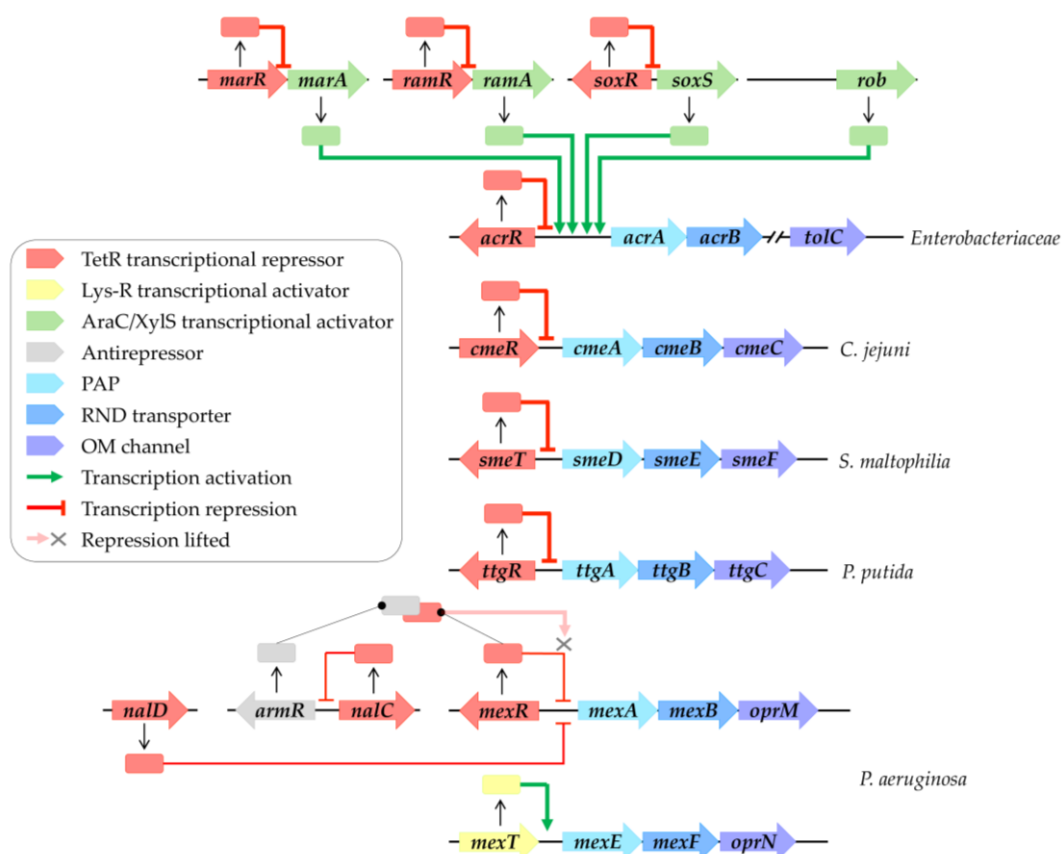 marR marA ramR ramA soxR soxS rob
acrR acrA acrB tolC Enterobacteriaceae
TetR transcriptional repressor
Lys-R transcriptional activator
AraC/XylS transcriptional activator
Antirepressor
PAP
RND transporter
OM channel
Transcription activation
Transcription repression
Repression lifted
cmeR cmeA cmeB cmeC C. jejuni
smeT smeD smeE smeF S. maltophilia
ttgR ttgA ttgB ttgC P. putida
nalD armR nalC mexR mexA mexB oprM
P. aeruginosa
mexT mexE mexF oprN